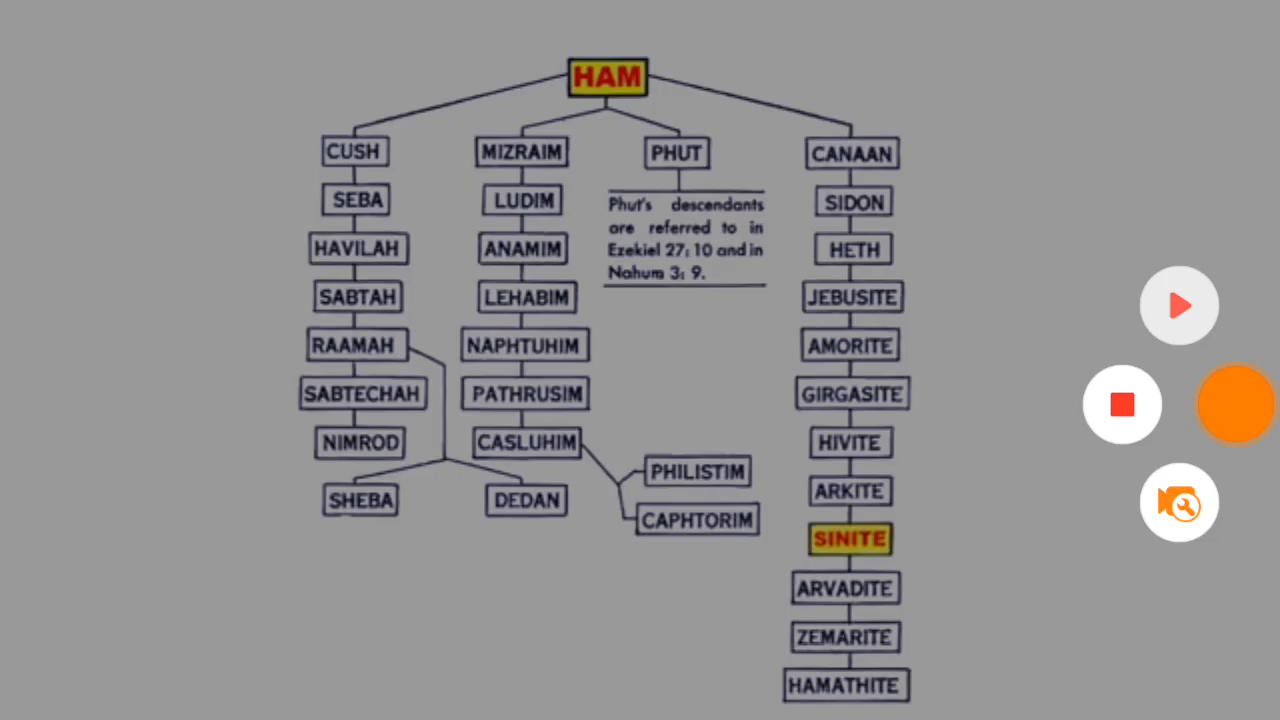 HAM
CUSH MIZRAIM PHUT CANAAN
SEBA LUDIM Phut's descendants SIDON
are referred to in
HAVILAH ANAMIM Ezekiel 27: 10 and in HETH
Nahum 3: 9.
SABTAH LEHABIM JEBUSITE
RAAMAH NAPHTUHIM AMORITE
SABTECHAH PATHRUSIM GIRGASITE
NIMROD CASLUHIM HIVITE
PHILISTIM
SHEBA DEDAN ARKITE
CAPHTORIM
SINITE
ARVADITE
ZEMARITE
HAMATHITE